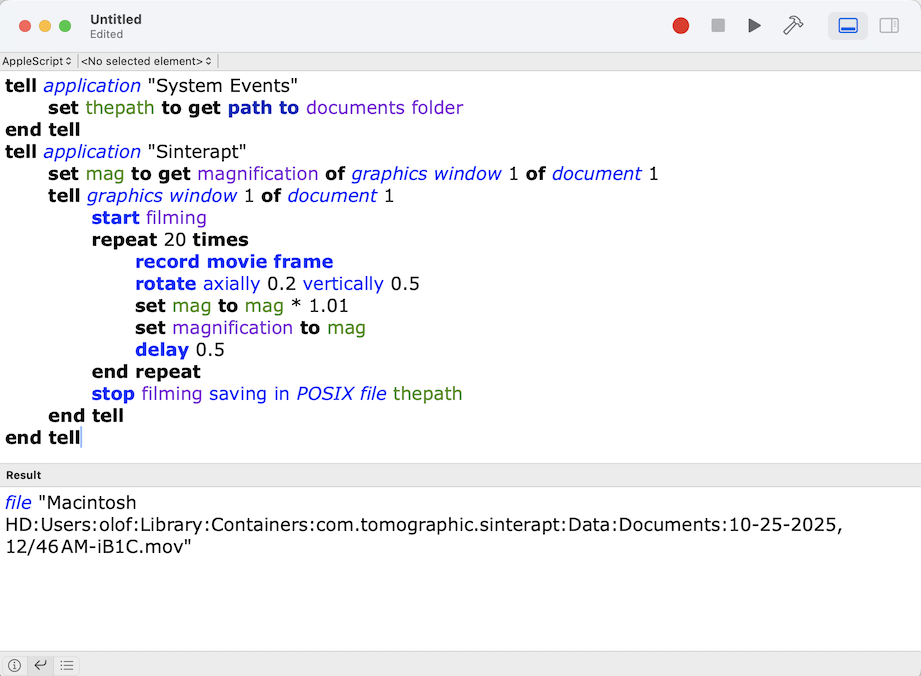 Untitled
Edited
AppleScript <No selected element>
tell application "System Events"
set thepath to get path to documents folder
end tell
tell application "Sinterapt"
set mag to get magnification of graphics window 1 of document 1
tell graphics window 1 of document 1
start filming
repeat 20 times
record movie frame
rotate axially 0.2 vertically 0.5
set mag to mag * 1.01
set magnification to mag
delay 0.5
end repeat
stop filming saving in POSIX file thepath
end tell
end tell
Result
file "Macintosh
HD:Users:olof:Library:Containers:com.tomographic.sinterapt:Data:Documents:10-25-2025,
12/46 AM-iB1C.mov"